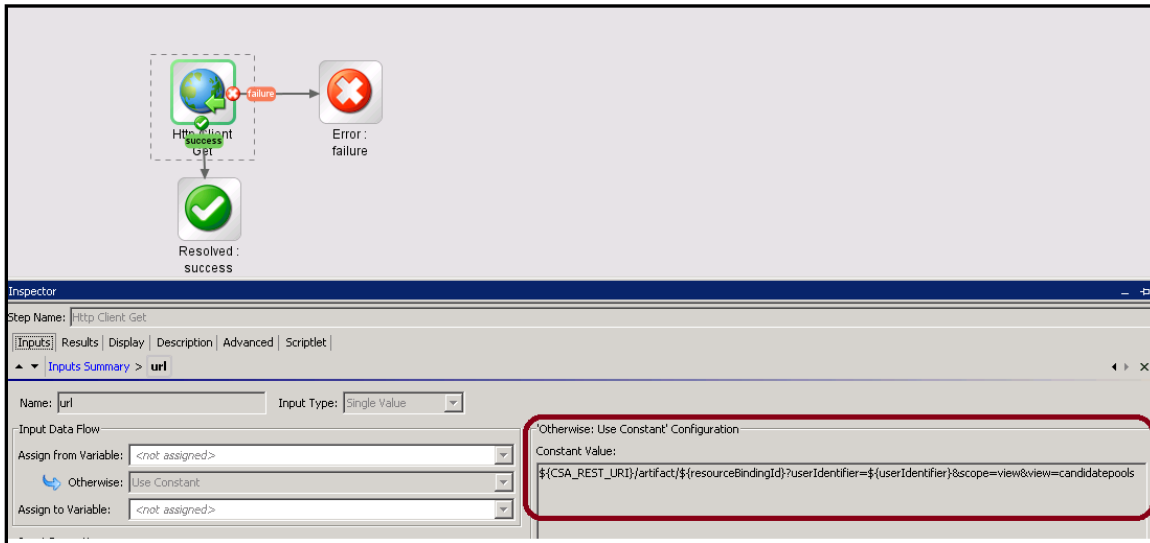 failure
Http Client
success
Get
Error :
failure
Resolved :
success
Inspector
Step Name: Http Client Get
Inputs | Results | Display | Description | Advanced | Scriptlet |
Inputs Summary > url
Name: url Input Type: Single Value
Input Data Flow
Assign from Variable: <not assigned>
Otherwise: Use Constant
Assign to Variable: <not assigned>
'Otherwise: Use Constant' Configuration
Constant Value:
${CSA_REST_URI}/artifact/${resourceBindingId}?userIdentifier=${userIdentifier}&scope=view&view=candidatepools